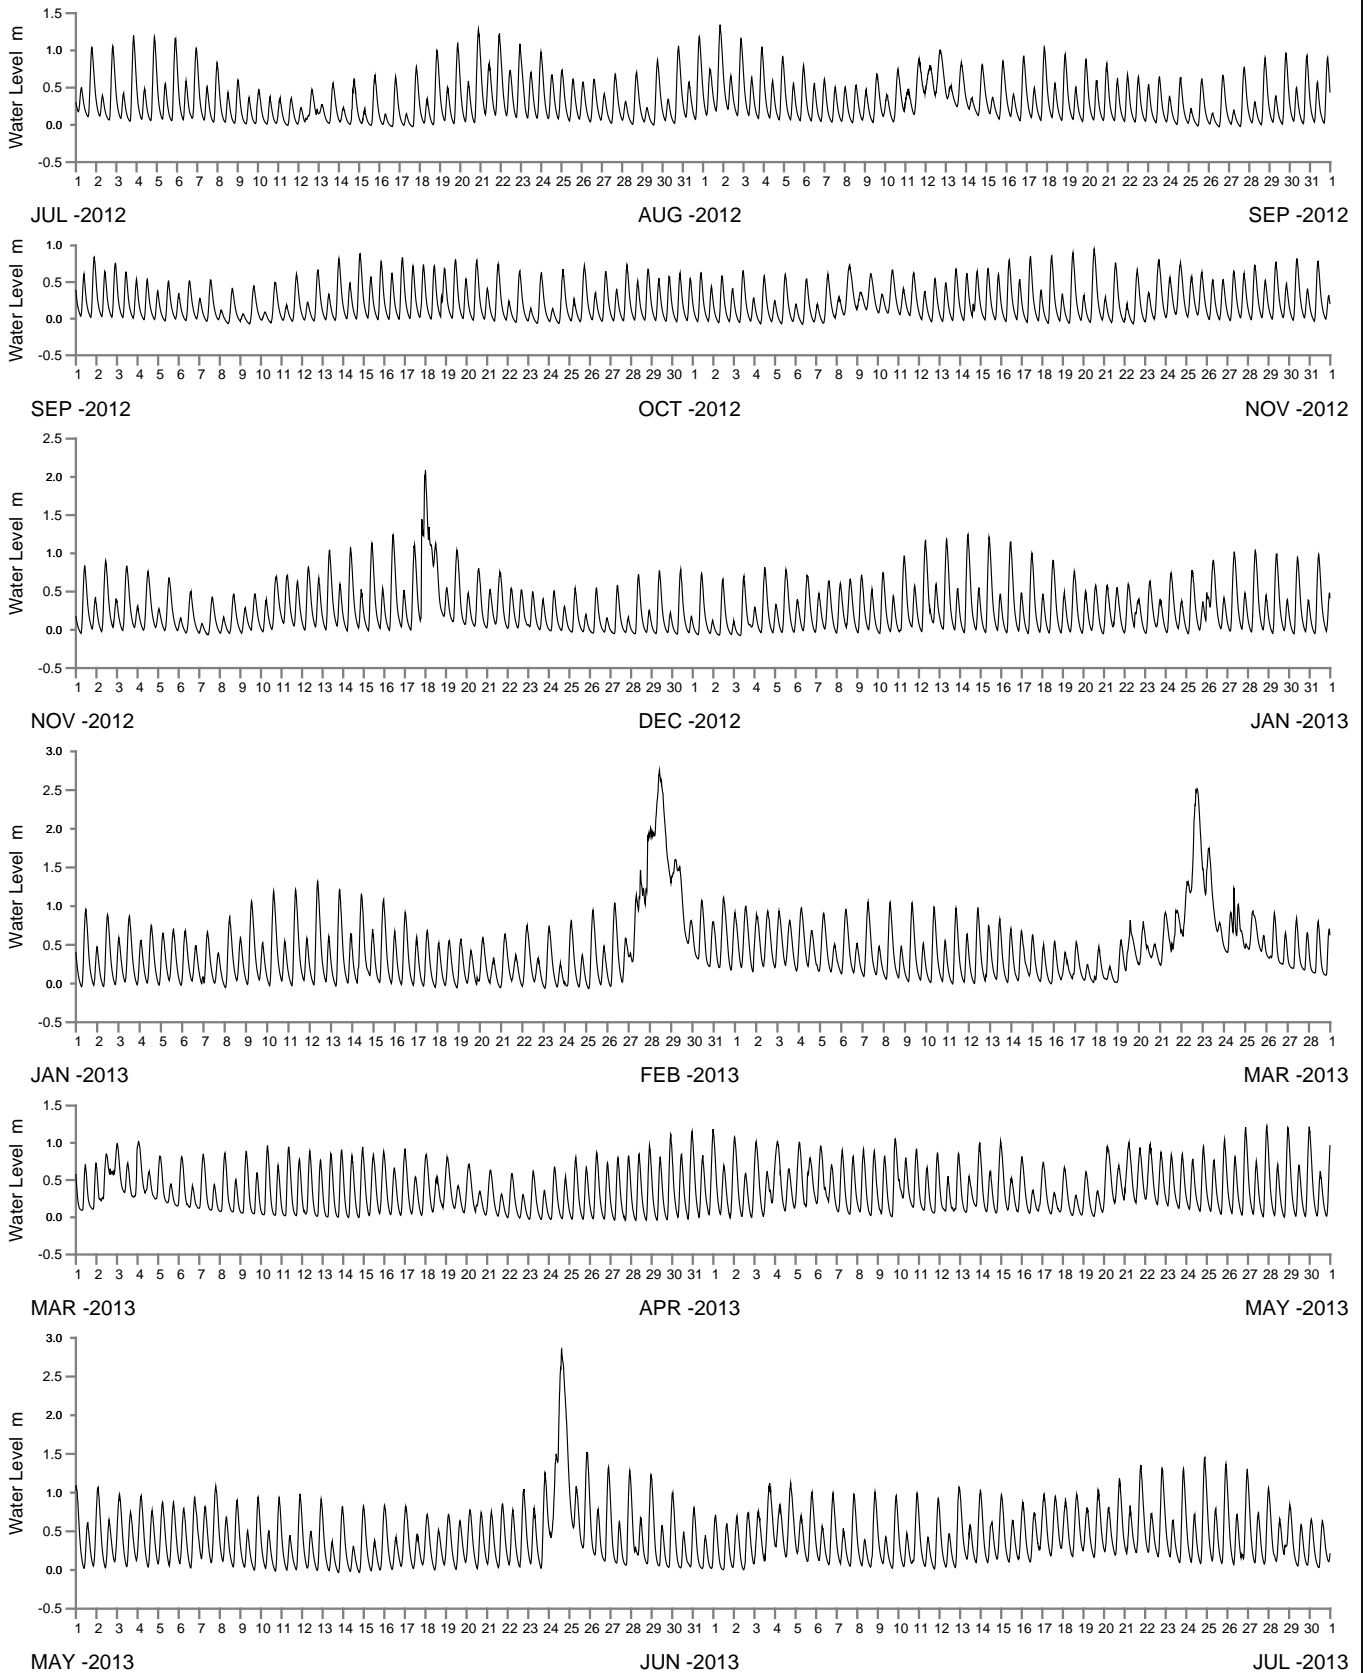 1.5
1.0
0.5
0.0
-0.5
Water Level m
1 2 3 4 5 6 7 8 9 10 11 12 13 14 15 16 17 18 19 20 21 22 23 24 25 26 27 28 29 30 31 1 2 3 4 5 6 7 8 9 10 11 12 13 14 15 16 17 18 19 20 21 22 23 24 25 26 27 28 29 30 31 1
JUL -2012 AUG -2012 SEP -2012
1.0
0.5
0.0
-0.5
Water Level m
1 2 3 4 5 6 7 8 9 10 11 12 13 14 15 16 17 18 19 20 21 22 23 24 25 26 27 28 29 30 1 2 3 4 5 6 7 8 9 10 11 12 13 14 15 16 17 18 19 20 21 22 23 24 25 26 27 28 29 30 31 1
SEP -2012 OCT -2012 NOV -2012
2.5
2.0
1.5
1.0
0.5
0.0
-0.5
Water Level m
1 2 3 4 5 6 7 8 9 10 11 12 13 14 15 16 17 18 19 20 21 22 23 24 25 26 27 28 29 30 1 2 3 4 5 6 7 8 9 10 11 12 13 14 15 16 17 18 19 20 21 22 23 24 25 26 27 28 29 30 31 1
NOV -2012 DEC -2012 JAN -2013
3.0
2.5
2.0
1.5
1.0
0.5
0.0
-0.5
Water Level m
1 2 3 4 5 6 7 8 9 10 11 12 13 14 15 16 17 18 19 20 21 22 23 24 25 26 27 28 29 30 31 1 2 3 4 5 6 7 8 9 10 11 12 13 14 15 16 17 18 19 20 21 22 23 24 25 26 27 28 1
JAN -2013 FEB -2013 MAR -2013
1.5
1.0
0.5
0.0
-0.5
Water Level m
1 2 3 4 5 6 7 8 9 10 11 12 13 14 15 16 17 18 19 20 21 22 23 24 25 26 27 28 29 30 31 1 2 3 4 5 6 7 8 9 10 11 12 13 14 15 16 17 18 19 20 21 22 23 24 25 26 27 28 29 30 1
MAR -2013 APR -2013 MAY -2013
3.0
2.5
2.0
1.5
1.0
0.5
0.0
-0.5
Water Level m
1 2 3 4 5 6 7 8 9 10 11 12 13 14 15 16 17 18 19 20 21 22 23 24 25 26 27 28 29 30 31 1 2 3 4 5 6 7 8 9 10 11 12 13 14 15 16 17 18 19 20 21 22 23 24 25 26 27 28 29 30 1
MAY -2013 JUN -2013 JUL -2013